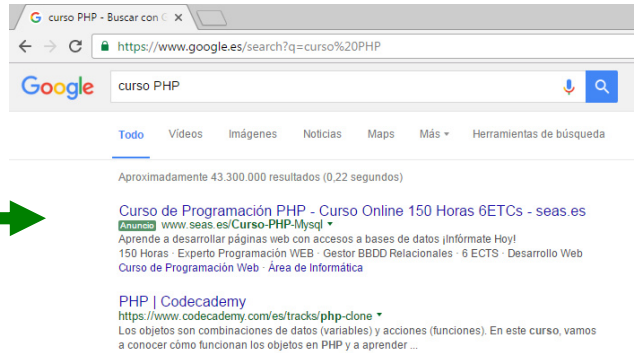 curso PHP - Buscar con G
https://www.google.es/search?q=curso%20PHP
Google
curso PHP
Todo Vídeos Imágenes Noticias Maps Más Herramientas de búsqueda
Aproximadamente 43.300.000 resultados (0,22 segundos)
Curso de Programación PHP - Curso Online 150 Horas 6ETCs - seas.es
Anuncio www.seas.es/Curso-PHP-Mysql
Aprende a desarrollar páginas web con accesos a bases de datos ¡Infórmate Hoy!
150 Horas · Experto Programación WEB · Gestor BBDD Relacionales · 6 ECTS · Desarrollo Web
Curso de Programación Web · Área de Informática
PHP | Codecademy
https://www.codecademy.com/es/tracks/php-clone
Los objetos son combinaciones de datos (variables) y acciones (funciones). En este curso, vamos
a conocer cómo funcionan los objetos en PHP y a aprender ...